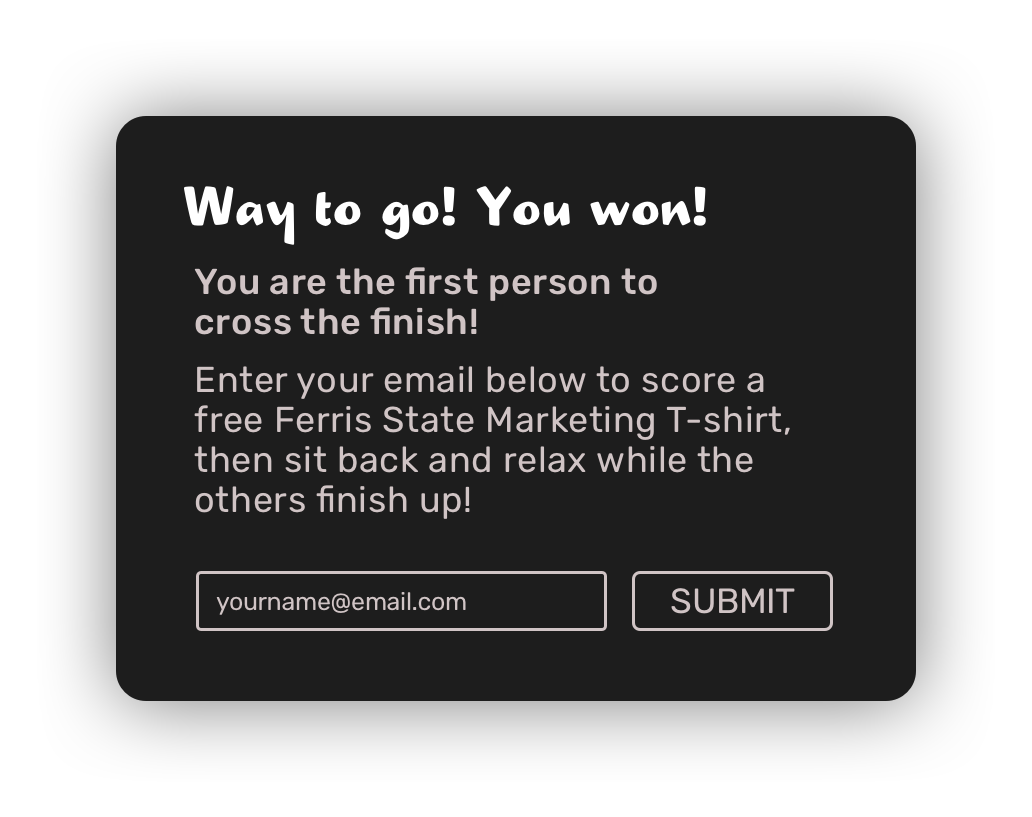 Way to go! You won!
You are the first person to
cross the finish!
Enter your email below to score a
free Ferris State Marketing T-shirt,
then sit back and relax while the
others finish up!
yourname@email.com
SUBMIT